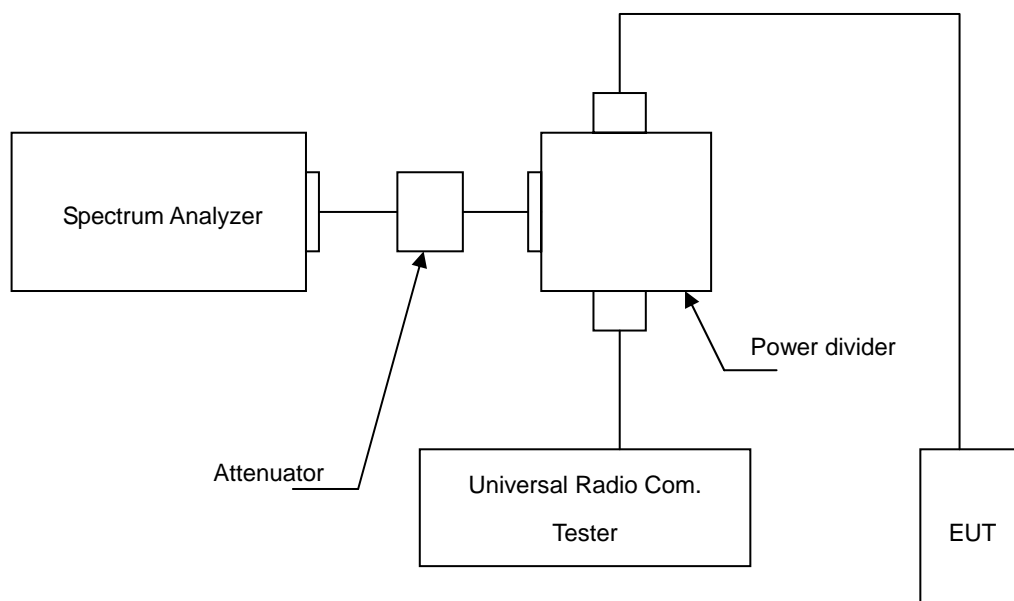 Spectrum Analyzer
Power divider
Attenuator
Universal Radio Com.
Tester
EUT